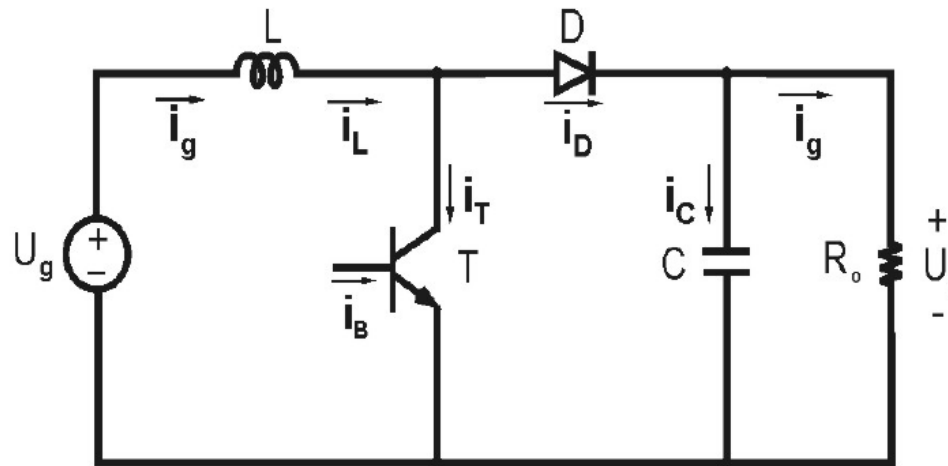 L
D
i_g
i_L
i_D
i_g
i_T
i_C
U_g
+
−
T
C
R_o
+
U
-
i_B